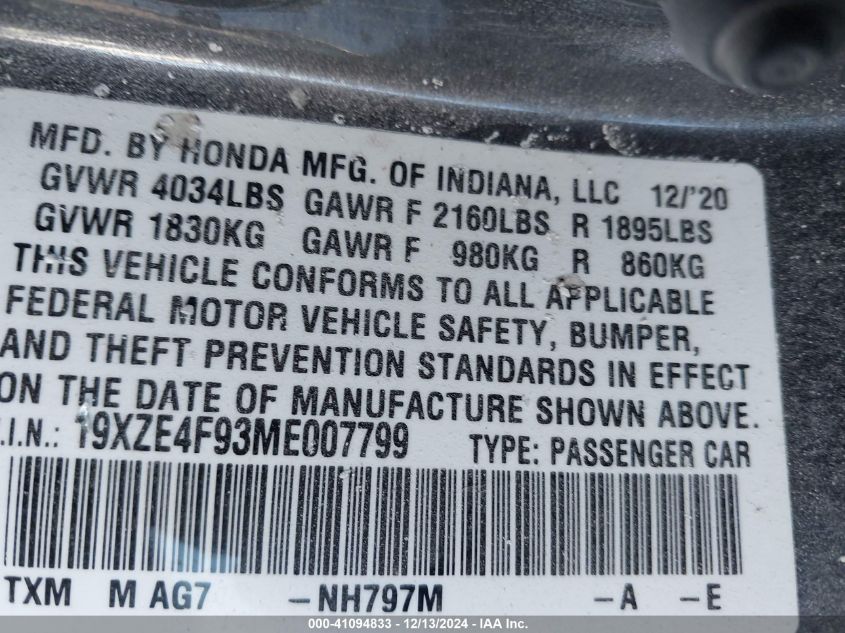 MFD. BY HONDA MFG. OF INDIANA, LLC 12/'20
GVWR 4034LBS GAWR F 2160LBS R 1895LBS
GVWR 1830KG GAWR F 980KG R 860KG
THIS VEHICLE CONFORMS TO ALL APPLICABLE
FEDERAL MOTOR VEHICLE SAFETY, BUMPER,
AND THEFT PREVENTION STANDARDS IN EFFECT
ON THE DATE OF MANUFACTURE SHOWN ABOVE.
.I.N.: 19XZE4F93ME007799 TYPE: PASSENGER CAR
TXM M AG7 -NH797M -A -E
000-41094833 - 12/13/2024 - IAA Inc.